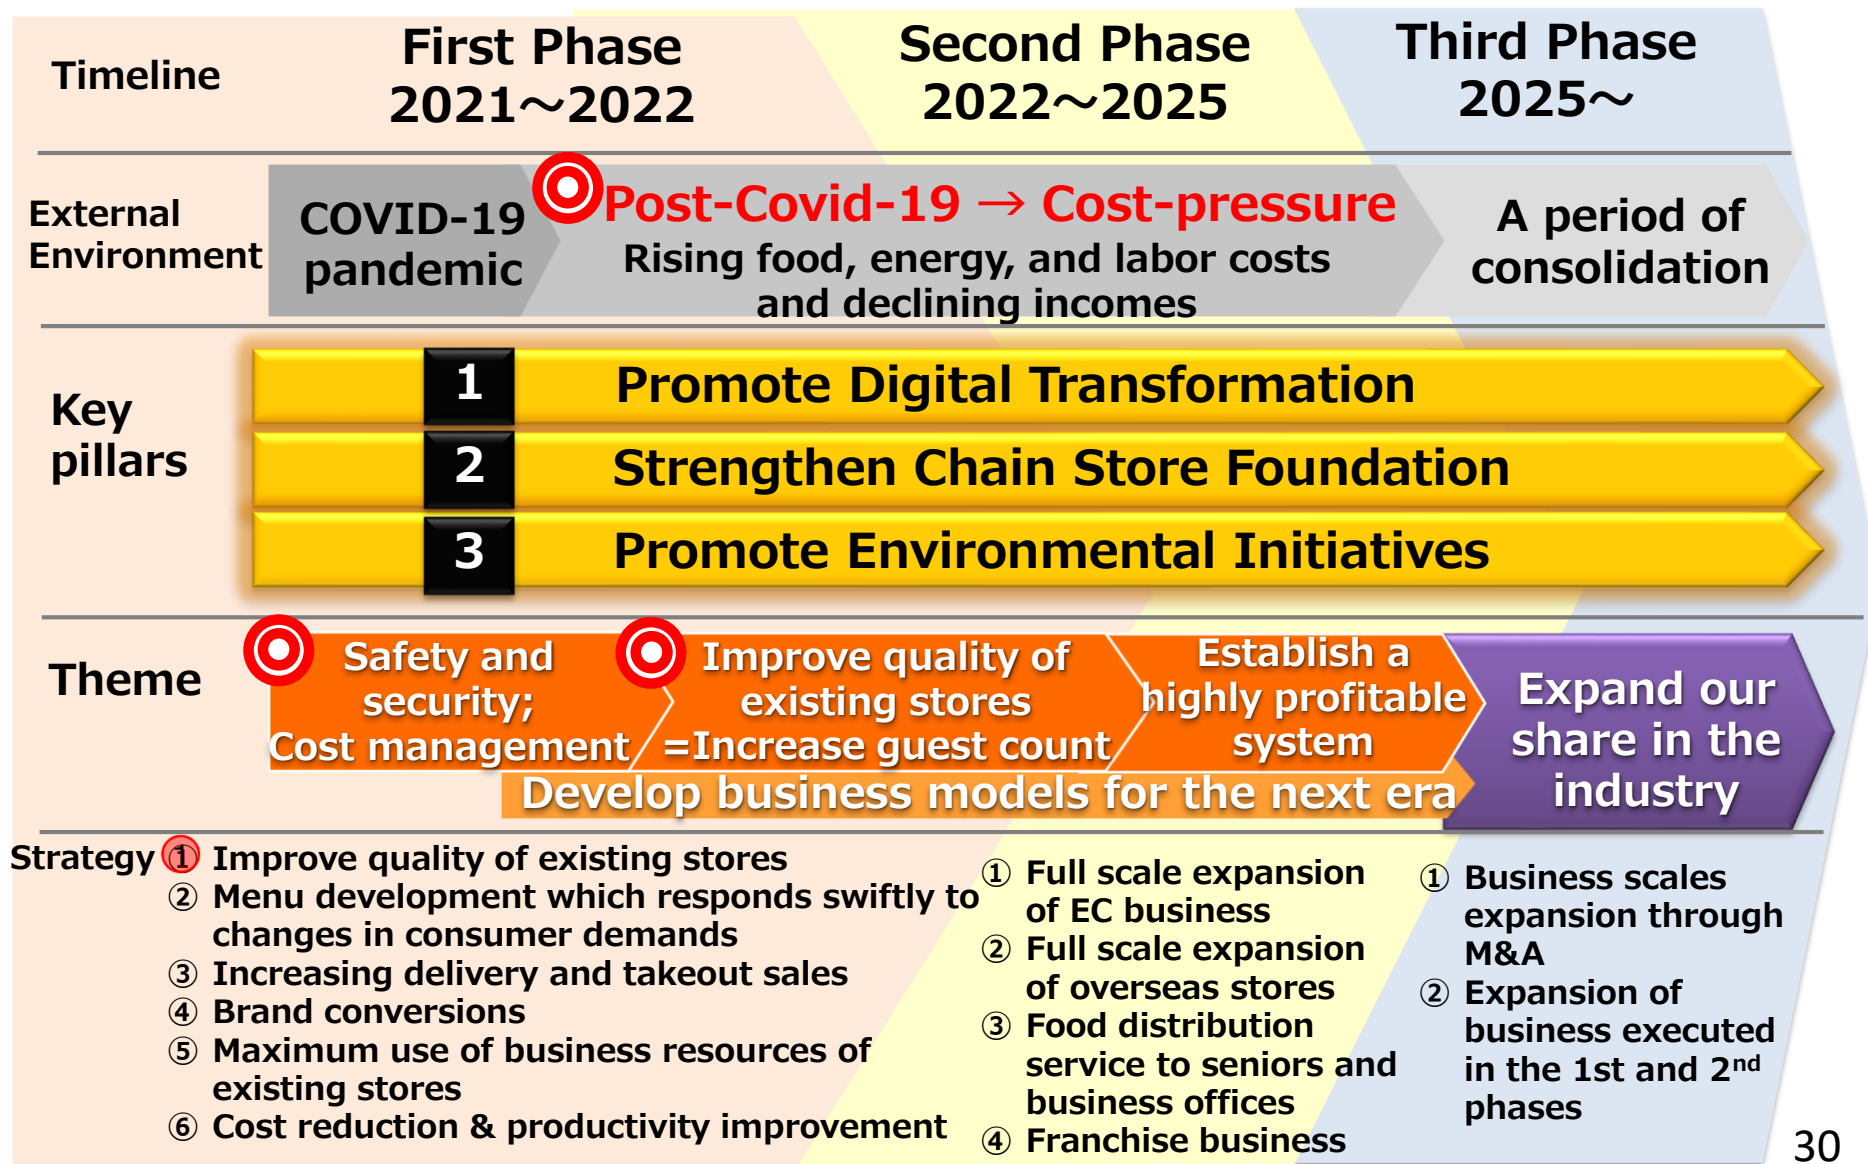 Timeline
First Phase
2021～2022
Second Phase
2022～2025
Third Phase
2025～
External
Environment
COVID-19
pandemic
Post-Covid-19 → Cost-pressure
Rising food, energy, and labor costs
and declining incomes
A period of
consolidation
Key
pillars
1 Promote Digital Transformation
2 Strengthen Chain Store Foundation
3 Promote Environmental Initiatives
Theme
Safety and
security;
Cost management
Improve quality of
existing stores
=Increase guest count
Establish a
highly profitable
system
Develop business models for the next era
Expand our
share in the
industry
Strategy
① Improve quality of existing stores
② Menu development which responds swiftly to
changes in consumer demands
③ Increasing delivery and takeout sales
④ Brand conversions
⑤ Maximum use of business resources of
existing stores
⑥ Cost reduction & productivity improvement
① Full scale expansion
of EC business
② Full scale expansion
of overseas stores
③ Food distribution
service to seniors and
business offices
④ Franchise business
① Business scales
expansion through
M&A
② Expansion of
business executed
in the 1st and 2nd
phases
30